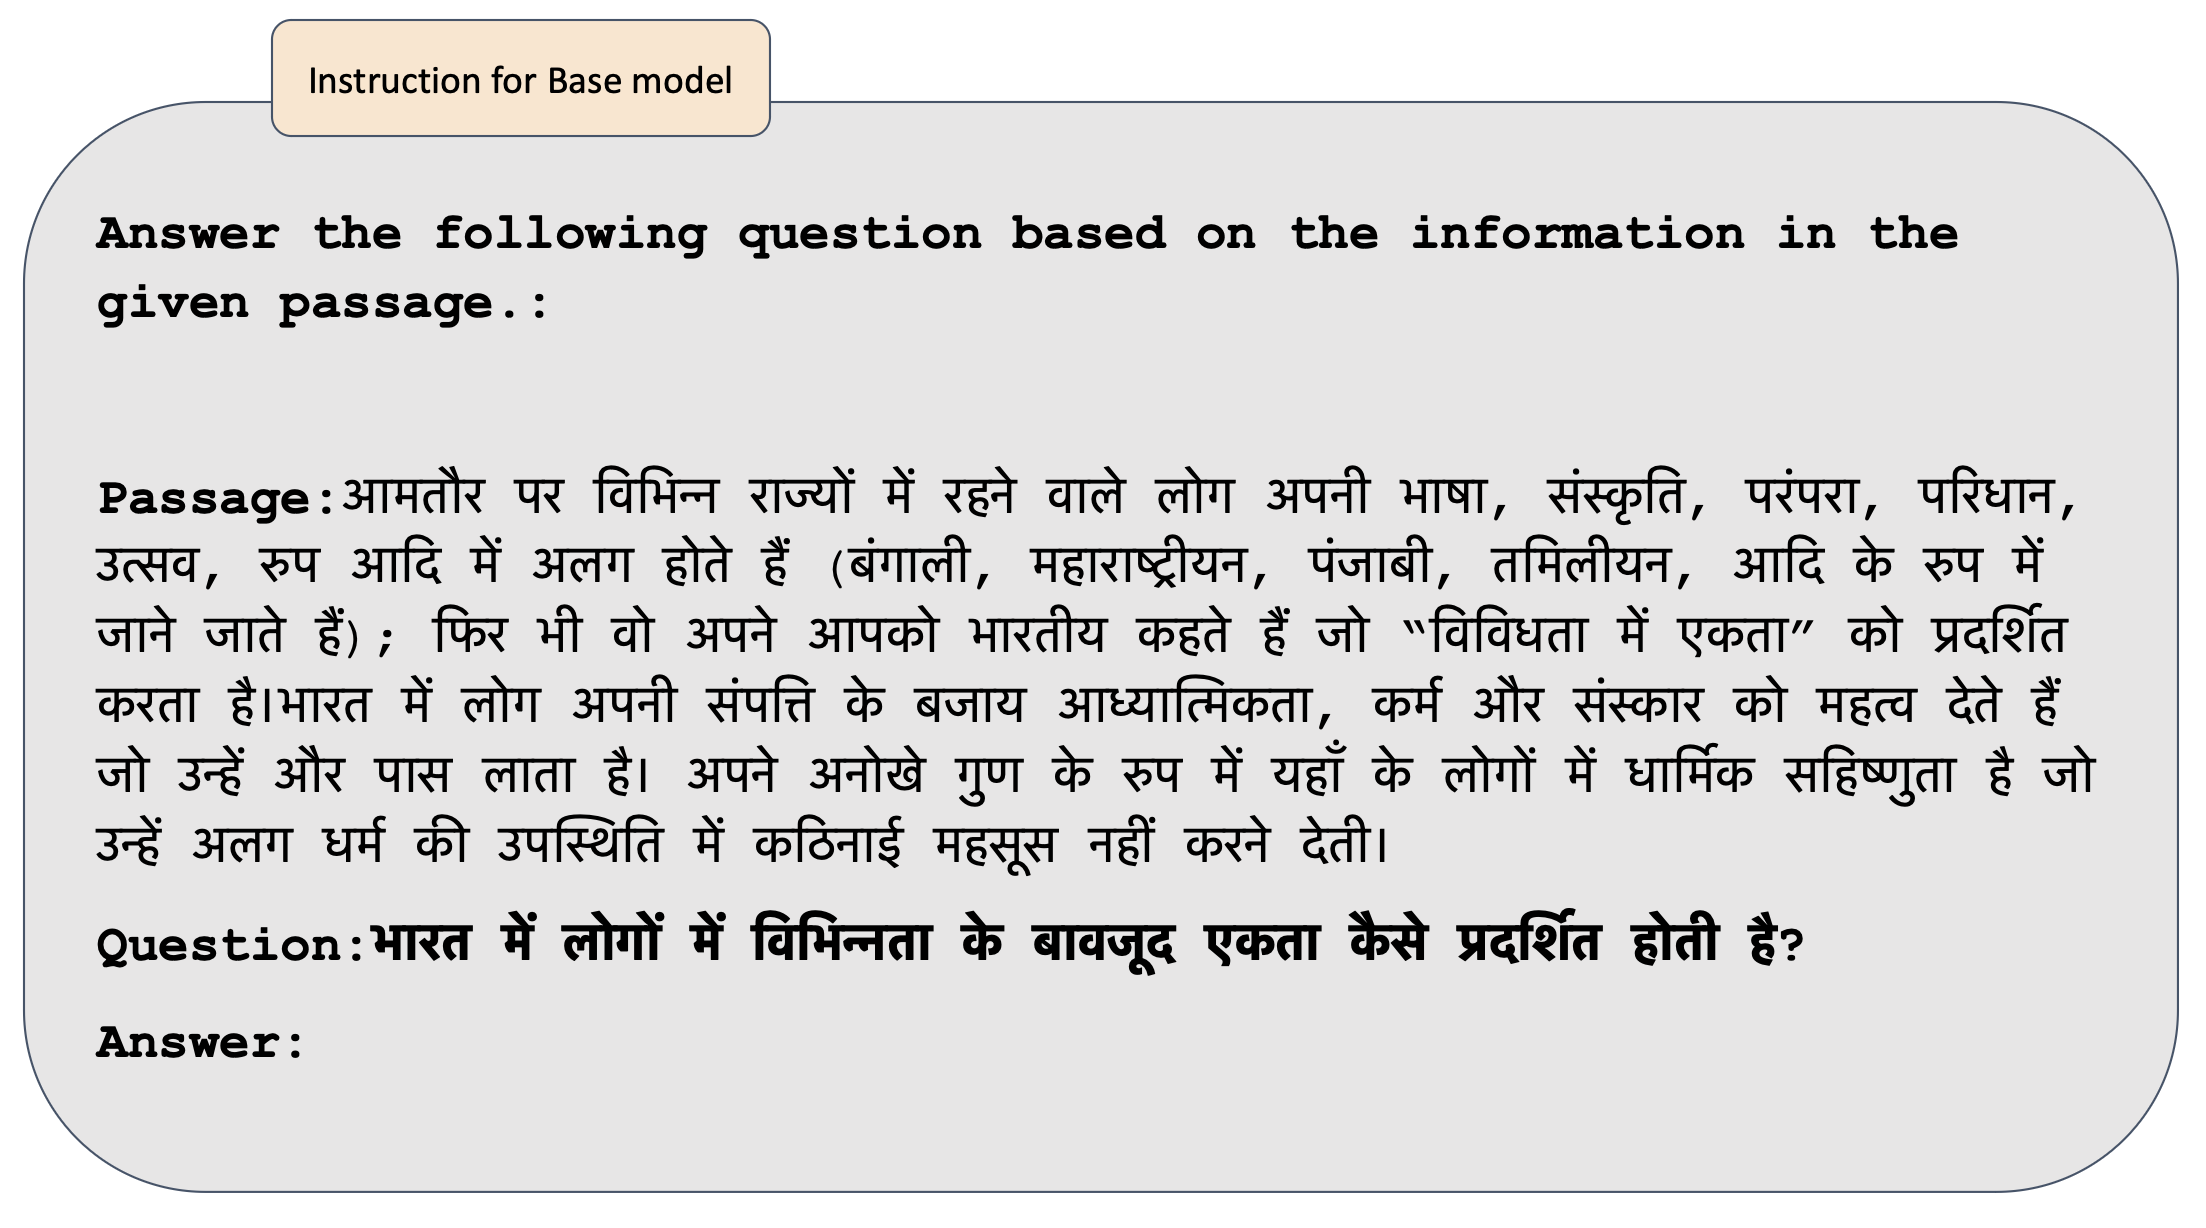 Instruction for Base model
Answer the following question based on the information in the
given passage.:
Passage:आमतौर पर विभिन्न राज्यों में रहने वाले लोग अपनी भाषा, संस्कृति, परंपरा, परिधान,
उत्सव, रुप आदि में अलग होते हैं (बंगाली, महाराष्ट्रीयन, पंजाबी, तमिलीयन, आदि के रुप में
जाने जाते हैं); फिर भी वो अपने आपको भारतीय कहते हैं जो “विविधता में एकता” को प्रदर्शित
करता है।भारत में लोग अपनी संपत्ति के बजाय आध्यात्मिकता, कर्म और संस्कार को महत्व देते हैं
जो उन्हें और पास लाता है। अपने अनोखे गुण के रुप में यहाँ के लोगों में धार्मिक सहिष्णुता है जो
उन्हें अलग धर्म की उपस्थिति में कठिनाई महसूस नहीं करने देती।
Question:भारत में लोगों में विभिन्नता के बावजूद एकता कैसे प्रदर्शित होती है?
Answer: